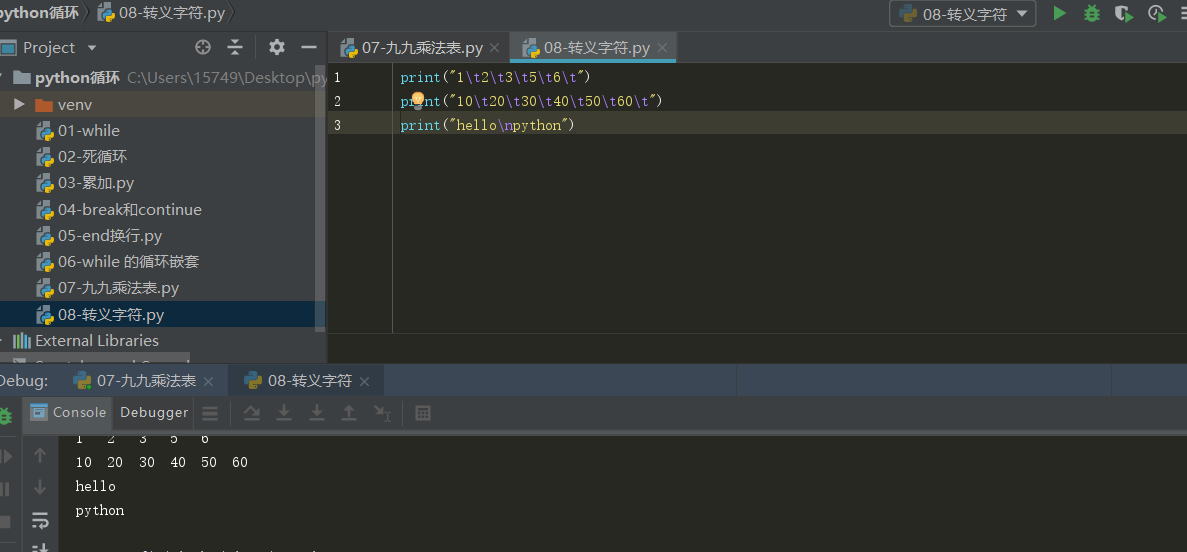 python循环 08-转义字符.py 08-转义字符
Project 07-九九乘法表.py 08-转义字符.py
python循环 C:\Users\15749\Desktop\py
venv
01-while
02-死循环
03-累加.py
04-break和continue
05-end换行.py
06-while 的循环嵌套
07-九九乘法表.py
08-转义字符.py
External Libraries
1 print("1\t2\t3\t5\t6\t")
2 print("10\t20\t30\t40\t50\t60\t")
3 print("hello\npython")
Debug: 07-九九乘法表 08-转义字符
Console Debugger
1 2 3 5 6
10 20 30 40 50 60
hello
python